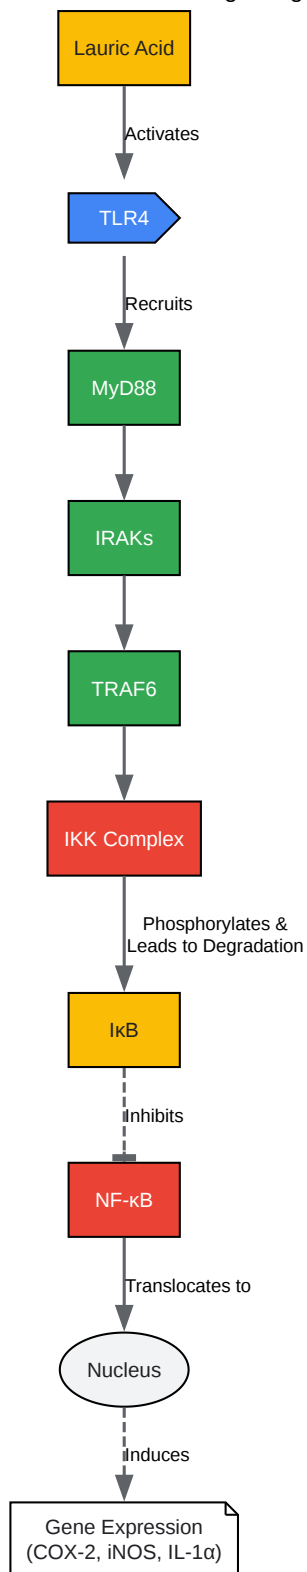 Lauric Acid
Activates
TLR4
Recruits
MyD88
IRAKs
TRAF6
IKK Complex
Phosphorylates &
Leads to Degradation
IκB
Inhibits
NF-κB
Translocates to
Nucleus
Induces
Gene Expression
(COX-2, iNOS, IL-1α)